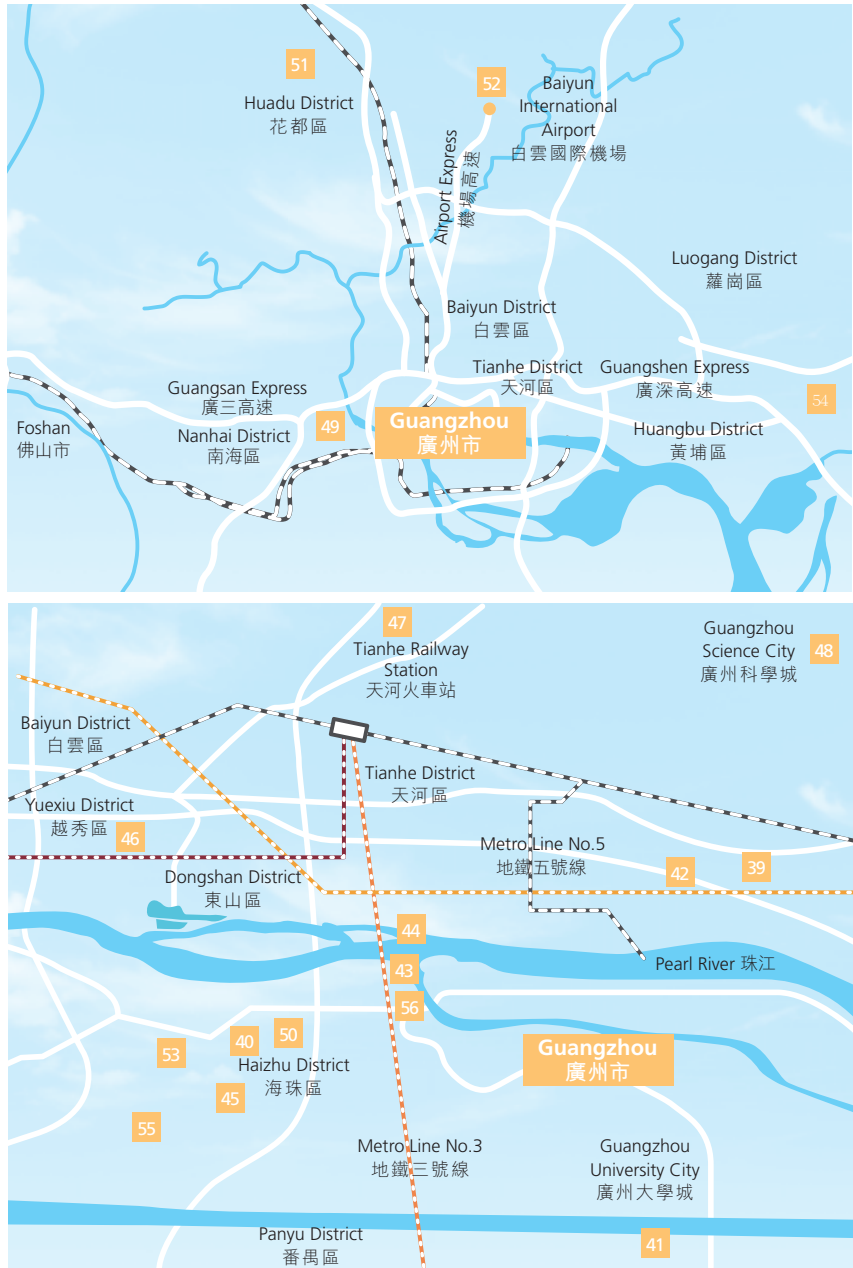 51
Huadu District
花都區
52
Baiyun
International
Airport
白雲國際機場
Airport Express
機場高速
Luogang District
蘿崗區
Baiyun District
白雲區
Tianhe District
天河區
Guangshen Express
廣深高速
Guangsan Express
廣三高速
54
Foshan
佛山市
Nanhai District
南海區
49
Guangzhou
廣州市
Huangbu District
黃埔區
47
Tianhe Railway
Station
天河火車站
Guangzhou
Science City
廣州科學城
48
Baiyun District
白雲區
Tianhe District
天河區
Yuexiu District
越秀區
46
Metro Line No.5
地鐵五號線
42
39
Dongshan District
東山區
44
43
Pearl River 珠江
56
53
40
50
Haizhu District
海珠區
45
55
Guangzhou
廣州市
Metro Line No.3
地鐵三號線
Guangzhou
University City
廣州大學城
Panyu District
番禺區
41